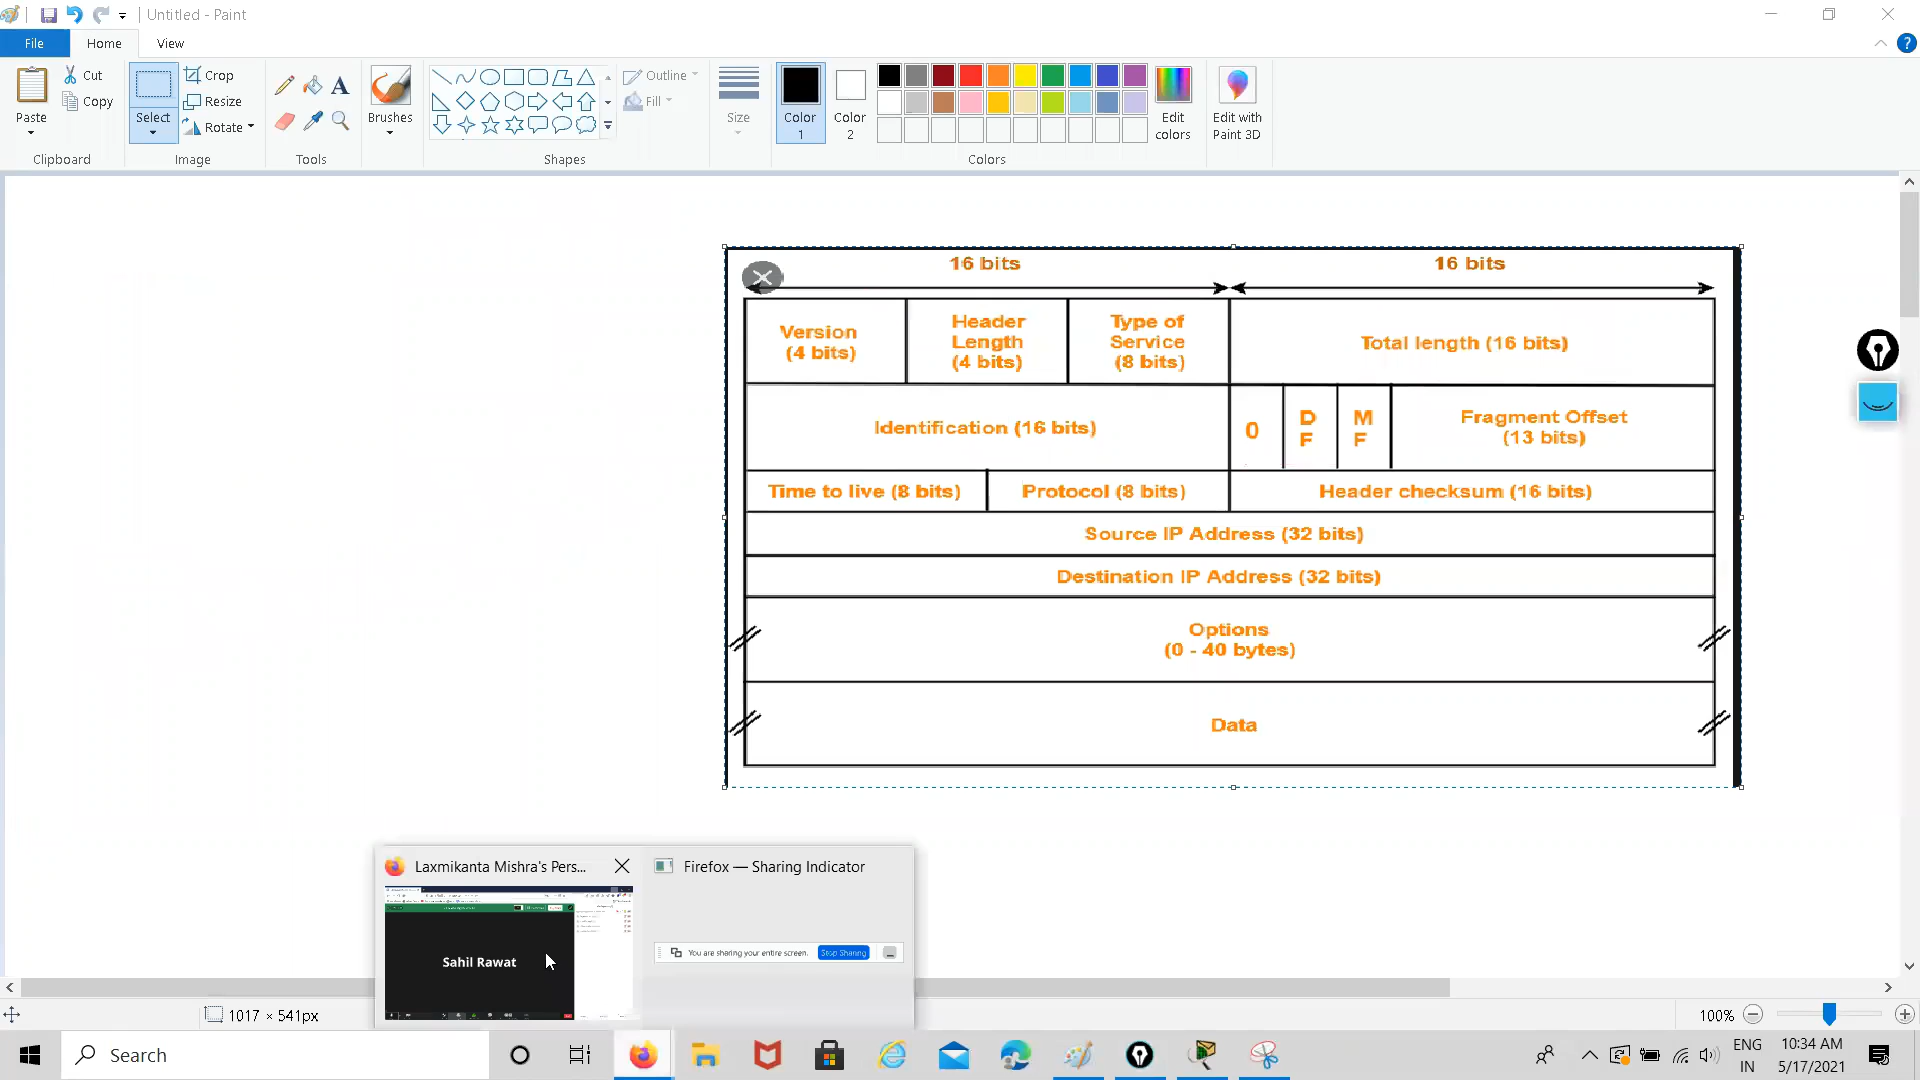 Untitled - Paint
File
Home
View
Paste
Cut
Copy
Clipboard
Select
Crop
Resize
Rotate
Image
Tools
Brushes
Shapes
Outline
Fill
Size
Color
1
Color
2
Colors
Edit
colors
Edit with
Paint 3D
16 bits
16 bits
Version
(4 bits)
Header
Length
(4 bits)
Type of
Service
(8 bits)
Total length (16 bits)
Identification (16 bits)
0
D
F
M
F
Fragment Offset
(13 bits)
Time to live (8 bits)
Protocol (8 bits)
Header checksum (16 bits)
Source IP Address (32 bits)
Destination IP Address (32 bits)
Options
(0 - 40 bytes)
Data
Laxmikanta Mishra's Pers...
Firefox — Sharing Indicator
Sahil Rawat
You are sharing your entire screen.
Stop Sharing
1017 × 541px
100%
Search
ENG
IN
10:34 AM
5/17/2021